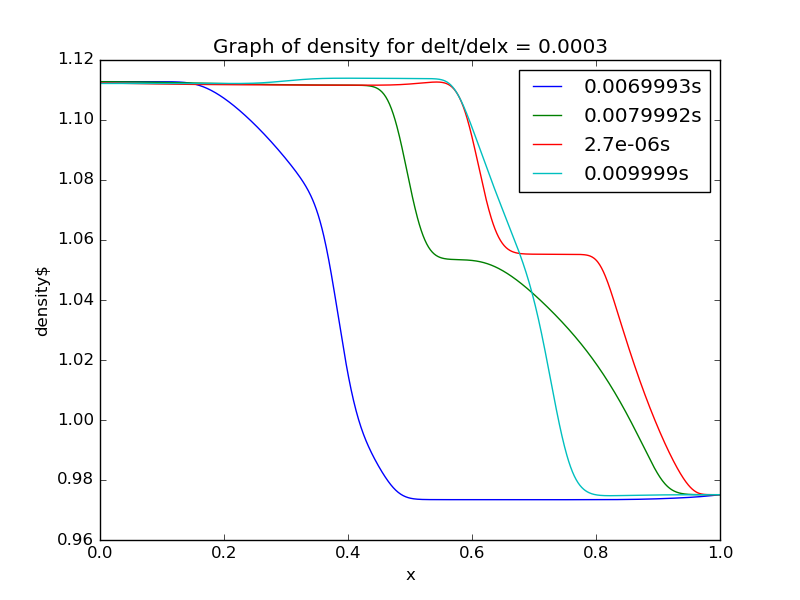 Graph of density for delt/delx = 0.0003
1.12
1.10
1.08
1.06
1.04
1.02
1.00
0.98
0.96
density$
0.0069993s
0.0079992s
2.7e-06s
0.009999s
0.0 0.2 0.4 0.6 0.8 1.0
x